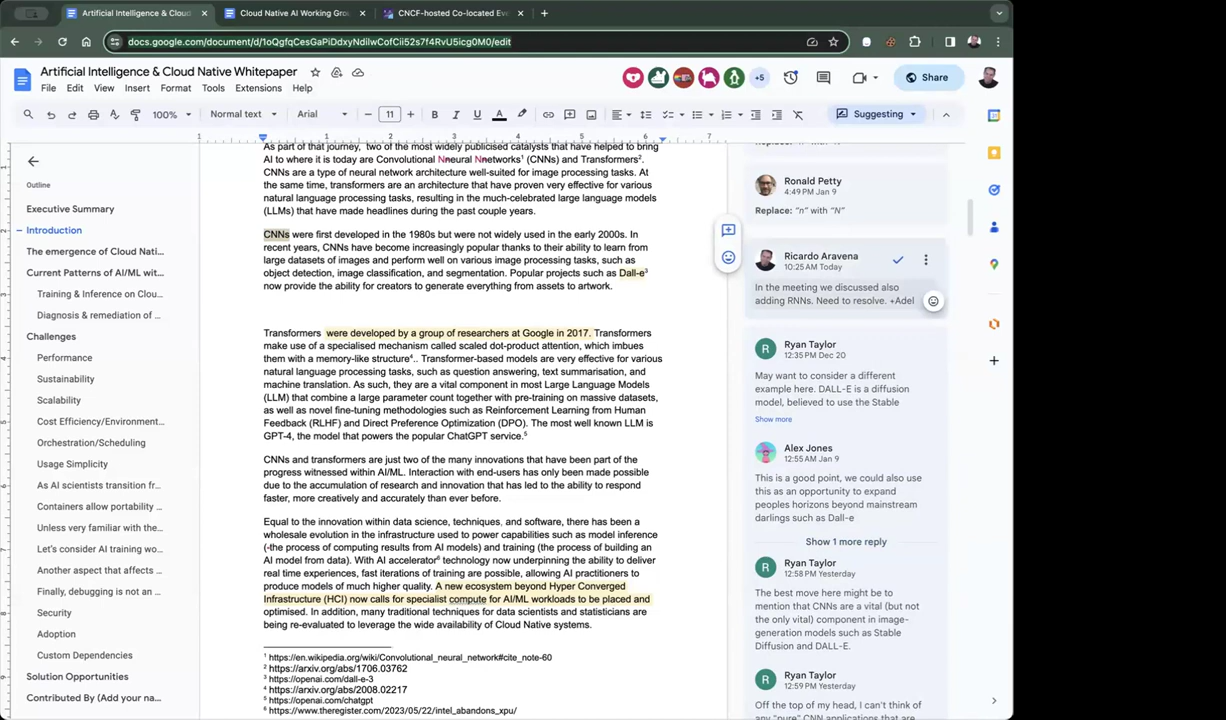 Artificial Intelligence & Cloud
Cloud Native AI Working Gro
CNCF-hosted Co-located Ev
docs.google.com/document/d/1oQgfqCesGaPiDdxyNdilwCofCii52s7f4RvU5icg0M0/edit
Artificial Intelligence & Cloud Native Whitepaper
+5
Share
File Edit View Insert Format Tools Extensions Help
100% Normal text Arial 11 B I U A Suggesting
1 1 2 3 4 5 6 7
As part of that journey, two of the most widely publicised catalysts that have helped to bring
AI to where it is today are Convolutional Nneural Nnetworks¹ (CNNs) and Transformers².
CNNs are a type of neural network architecture well-suited for image processing tasks. At
the same time, transformers are an architecture that have proven very effective for various
natural language processing tasks, resulting in the much-celebrated large language models
(LLMs) that have made headlines during the past couple years.
CNNs were first developed in the 1980s but were not widely used in the early 2000s. In
recent years, CNNs have become increasingly popular thanks to their ability to learn from
large datasets of images and perform well on various image processing tasks, such as
object detection, image classification, and segmentation. Popular projects such as Dall-e³
now provide the ability for creators to generate everything from assets to artwork.
Transformers were developed by a group of researchers at Google in 2017. Transformers
make use of a specialised mechanism called scaled dot-product attention, which imbues
them with a memory-like structure⁴.. Transformer-based models are very effective for various
natural language processing tasks, such as question answering, text summarisation, and
machine translation. As such, they are a vital component in most Large Language Models
(LLM) that combine a large parameter count together with pre-training on massive datasets,
as well as novel fine-tuning methodologies such as Reinforcement Learning from Human
Feedback (RLHF) and Direct Preference Optimization (DPO). The most well known LLM is
GPT-4, the model that powers the popular ChatGPT service.⁵
CNNs and transformers are just two of the many innovations that have been part of the
progress witnessed within AI/ML. Interaction with end-users has only been made possible
due to the accumulation of research and innovation that has led to the ability to respond
faster, more creatively and accurately than ever before.
Equal to the innovation within data science, techniques, and software, there has been a
wholesale evolution in the infrastructure used to power capabilities such as model inference
(-the process of computing results from AI models) and training (the process of building an
AI model from data). With AI accelerator⁶ technology now underpinning the ability to deliver
real time experiences, fast iterations of training are possible, allowing AI practitioners to
produce models of much higher quality. A new ecosystem beyond Hyper Converged
Infrastructure (HCI) now calls for specialist compute for AI/ML workloads to be placed and
optimised. In addition, many traditional techniques for data scientists and statisticians are
being re-evaluated to leverage the wide availability of Cloud Native systems.
¹ https://en.wikipedia.org/wiki/Convolutional_neural_network#cite_note-60
² https://arxiv.org/abs/1706.03762
³ https://openai.com/dall-e-3
⁴ https://arxiv.org/abs/2008.02217
⁵ https://openai.com/chatgpt
⁶ https://www.theregister.com/2023/05/22/intel_abandons_xpu/
Outline
Executive Summary
Introduction
The emergence of Cloud Nati...
Current Patterns of AI/ML wit...
Training & Inference on Clou...
Diagnosis & remediation of ...
Challenges
Performance
Sustainability
Scalability
Cost Efficiency/Environment...
Orchestration/Scheduling
Usage Simplicity
As AI scientists transition fr...
Containers allow portability ...
Unless very familiar with the...
Let's consider AI training wo...
Another aspect that affects ...
Finally, debugging is not an ...
Security
Adoption
Custom Dependencies
Solution Opportunities
Contributed By (Add your na...
Ronald Petty
4:49 PM Jan 9
Replace: "n" with "N"
Ricardo Aravena
10:25 AM Today
In the meeting we discussed also
adding RNNs. Need to resolve. +Adel
Ryan Taylor
12:35 PM Dec 20
May want to consider a different
example here. DALL-E is a diffusion
model, believed to use the Stable
Show more
Alex Jones
12:55 AM Jan 9
This is a good point, we could also use
this as an opportunity to expand
peoples horizons beyond mainstream
darlings such as Dall-e
Show 1 more reply
Ryan Taylor
12:58 PM Yesterday
The best move here might be to
mention that CNNs are a vital (but not
the only vital) component in image-
generation models such as Stable
Diffusion and DALL-E.
Ryan Taylor
12:59 PM Yesterday
Off the top of my head, I can't think of
any "pure" CNN applications that are